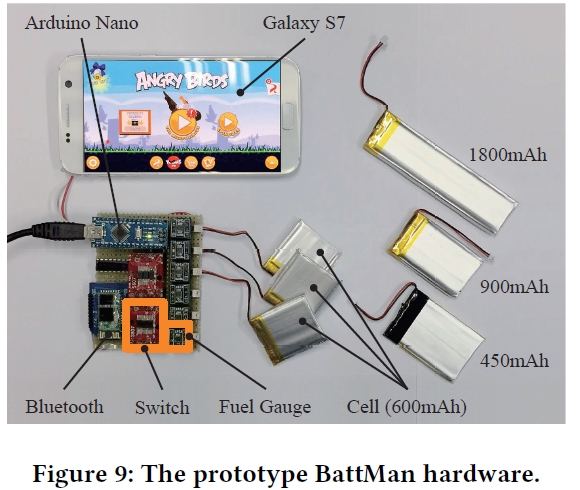 Arduino Nano
Galaxy S7
ANGRY BIRDS
1800mAh
900mAh
450mAh
Bluetooth
Switch
Fuel Gauge
Cell (600mAh)
Figure 9: The prototype BattMan hardware.